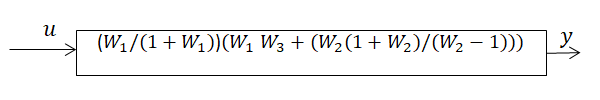 u
(W₁/(1 + W₁))(W₁ W₃ + (W₂(1 + W₂)/(W₂ − 1)))
y